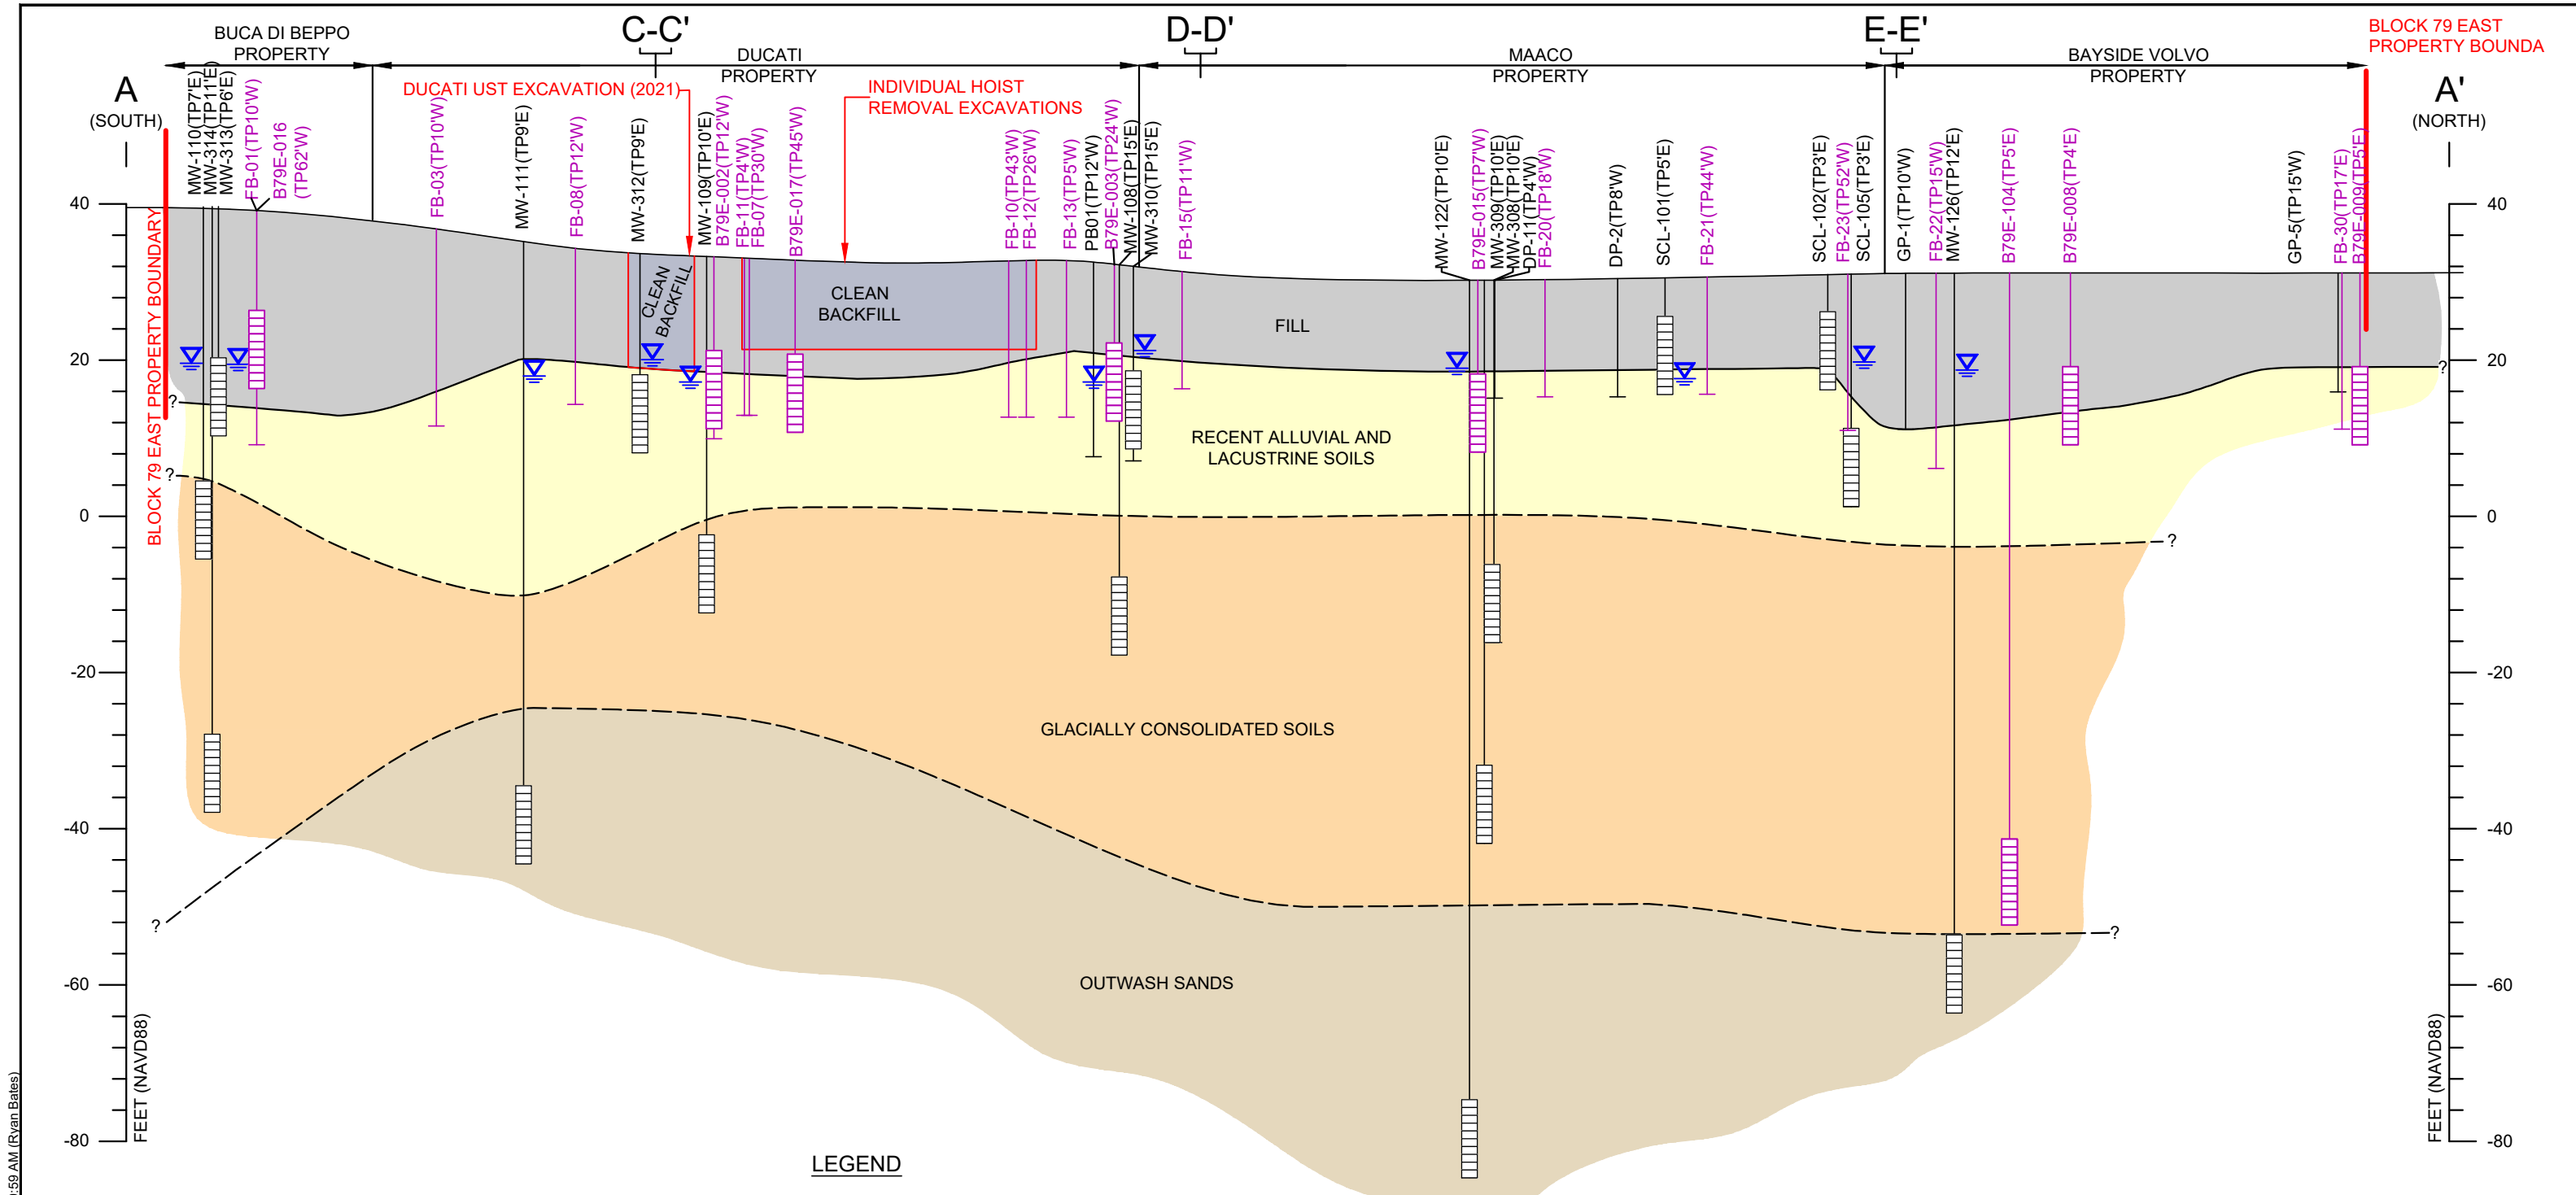 BUCA DI BEPPO
PROPERTY
C-C'
DUCATI
PROPERTY
D-D'
MAACO
PROPERTY
E-E'
BAYSIDE VOLVO
PROPERTY
BLOCK 79 EAST
PROPERTY BOUNDA
A
(SOUTH)
A'
(NORTH)
DUCATI UST EXCAVATION (2021)
INDIVIDUAL HOIST
REMOVAL EXCAVATIONS
MW-110(TP7'E)
MW-314(TP11'E)
MW-313(TP6'E)
FB-01(TP10'W)
B79E-016
(TP62'W)
FB-03(TP10'W)
MW-111(TP9'E)
FB-08(TP12'W)
MW-312(TP9'E)
MW-109(TP10'E)
B79E-002(TP12'W)
FB-11(TP4'W)
FB-07(TP30'W)
B79E-017(TP45'W)
FB-10(TP43'W)
FB-12(TP26'W)
FB-13(TP5'W)
PB01(TP12'W)
B79E-003(TP24'W)
MW-108(TP15'E)
MW-310(TP15'E)
FB-15(TP11'W)
MW-122(TP10'E)
B79E-015(TP7'W)
MW-309(TP10'E)
MW-308(TP10'E)
DP-11(TP4'W)
FB-20(TP18'W)
DP-2(TP8'W)
SCL-101(TP5'E)
FB-21(TP44'W)
SCL-102(TP3'E)
FB-23(TP52'W)
SCL-105(TP3'E)
GP-1(TP10'W)
FB-22(TP15'W)
MW-126(TP12'E)
B79E-104(TP5'E)
B79E-008(TP4'E)
GP-5(TP15'W)
FB-30(TP17'E)
B79E-009(TP5'E)
BLOCK 79 EAST PROPERTY BOUNDARY
40
20
0
-20
-40
-60
-80
FEET (NAVD88)
40
20
0
-20
-40
-60
-80
FEET (NAVD88)
CLEAN
BACKFILL
CLEAN
BACKFILL
FILL
?
?
RECENT ALLUVIAL AND
LACUSTRINE SOILS
?
?
GLACIALLY CONSOLIDATED SOILS
?
?
OUTWASH SANDS
LEGEND
:59 AM (Ryan Bates)